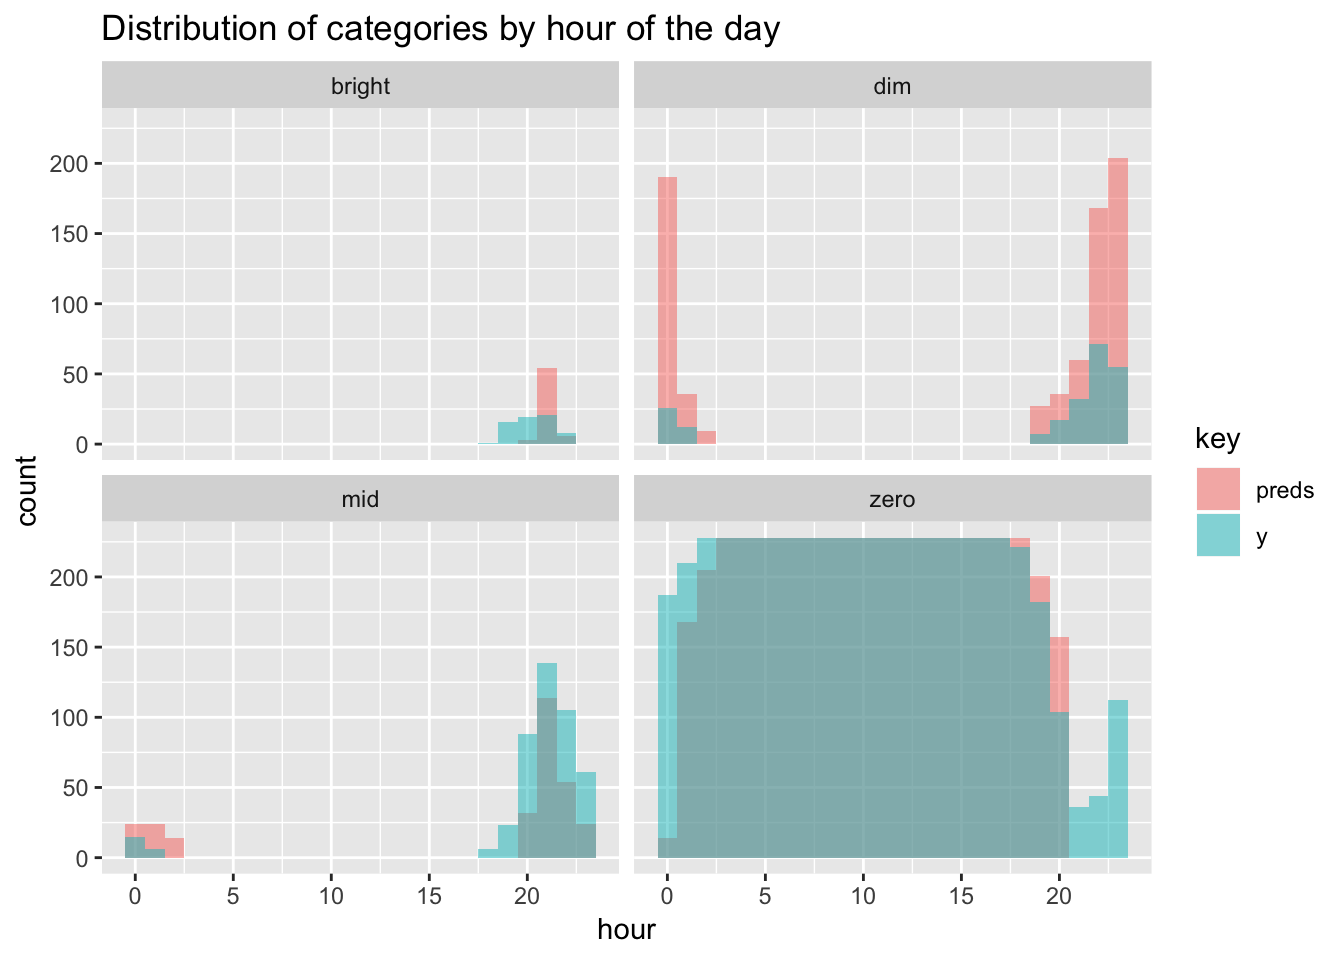 Distribution of categories by hour of the day
bright
dim
200
150
100
50
0
mid
zero
200
150
100
50
0
0 5 10 15 20
0 5 10 15 20
hour
count
key
preds
y